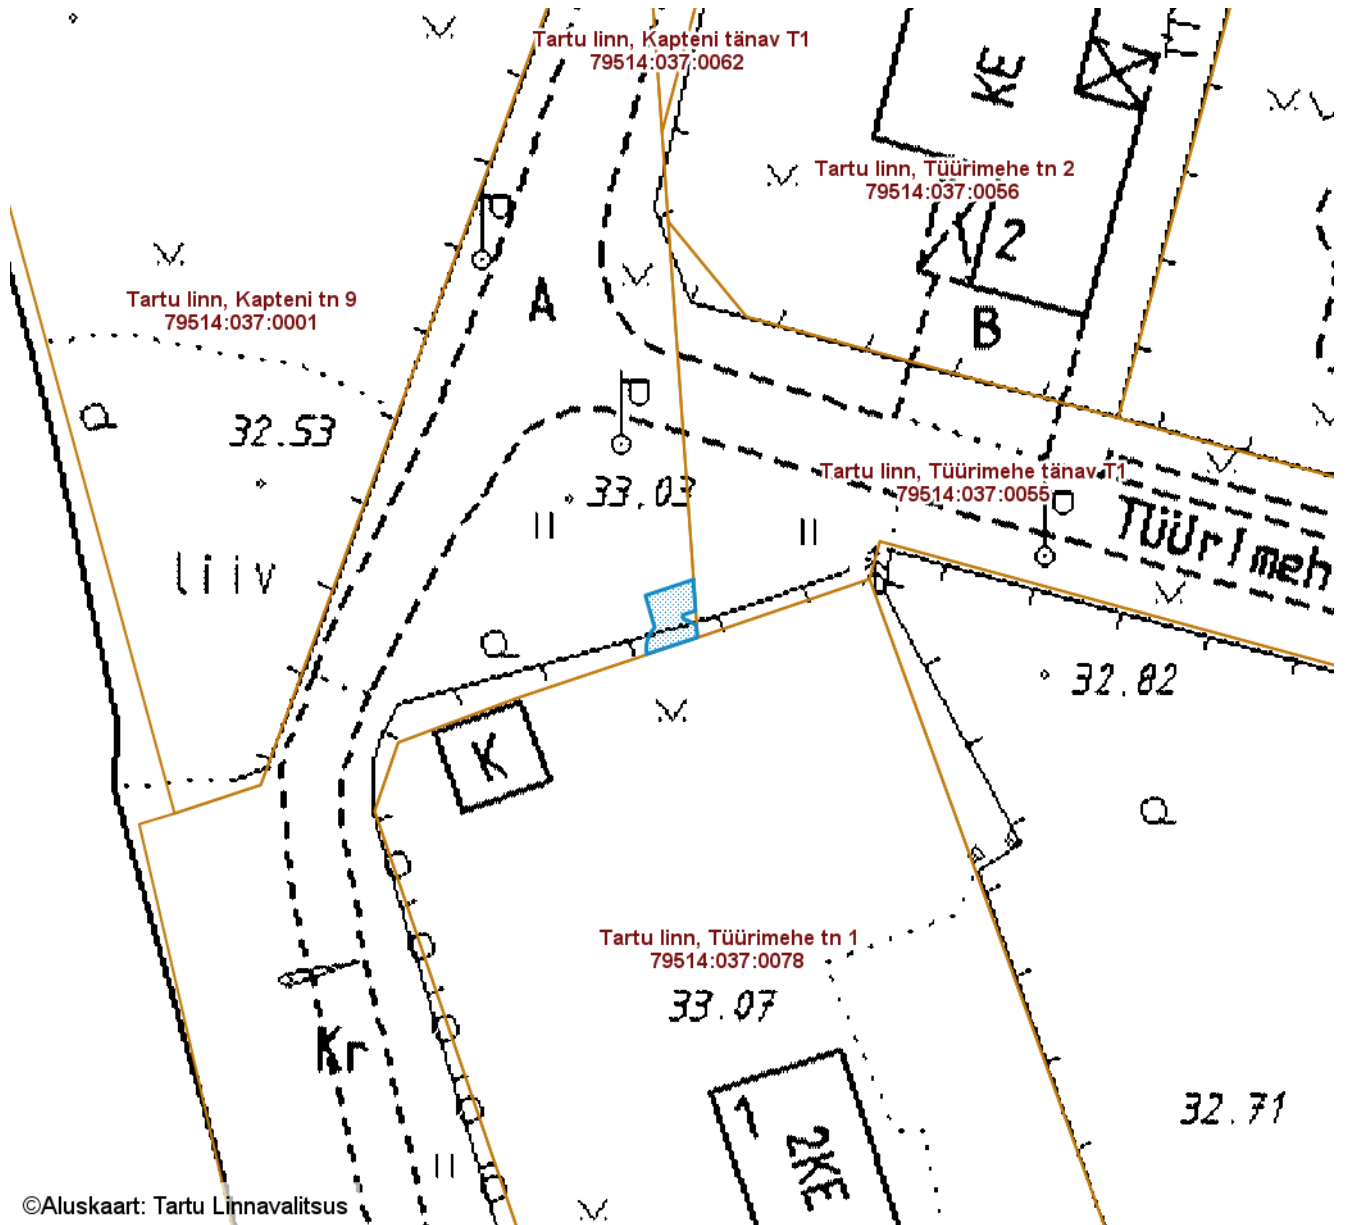 Tartu linn, Kapteni tänav T1
79514:037:0062
KE
TT
Tartu linn, Tüürimehe tn 2
79514:037:0056
2
A
B
Tartu linn, Kapteni tn 9
79514:037:0001
32.53
33.03
Tartu linn, Tüürimehe tänav T1
79514:037:0055
Tüürimeh
liiv
32.82
K
Tartu linn, Tüürimehe tn 1
79514:037:0078
33.07
Kr
1
2KE
32.71
©Aluskaart: Tartu Linnavalitsus